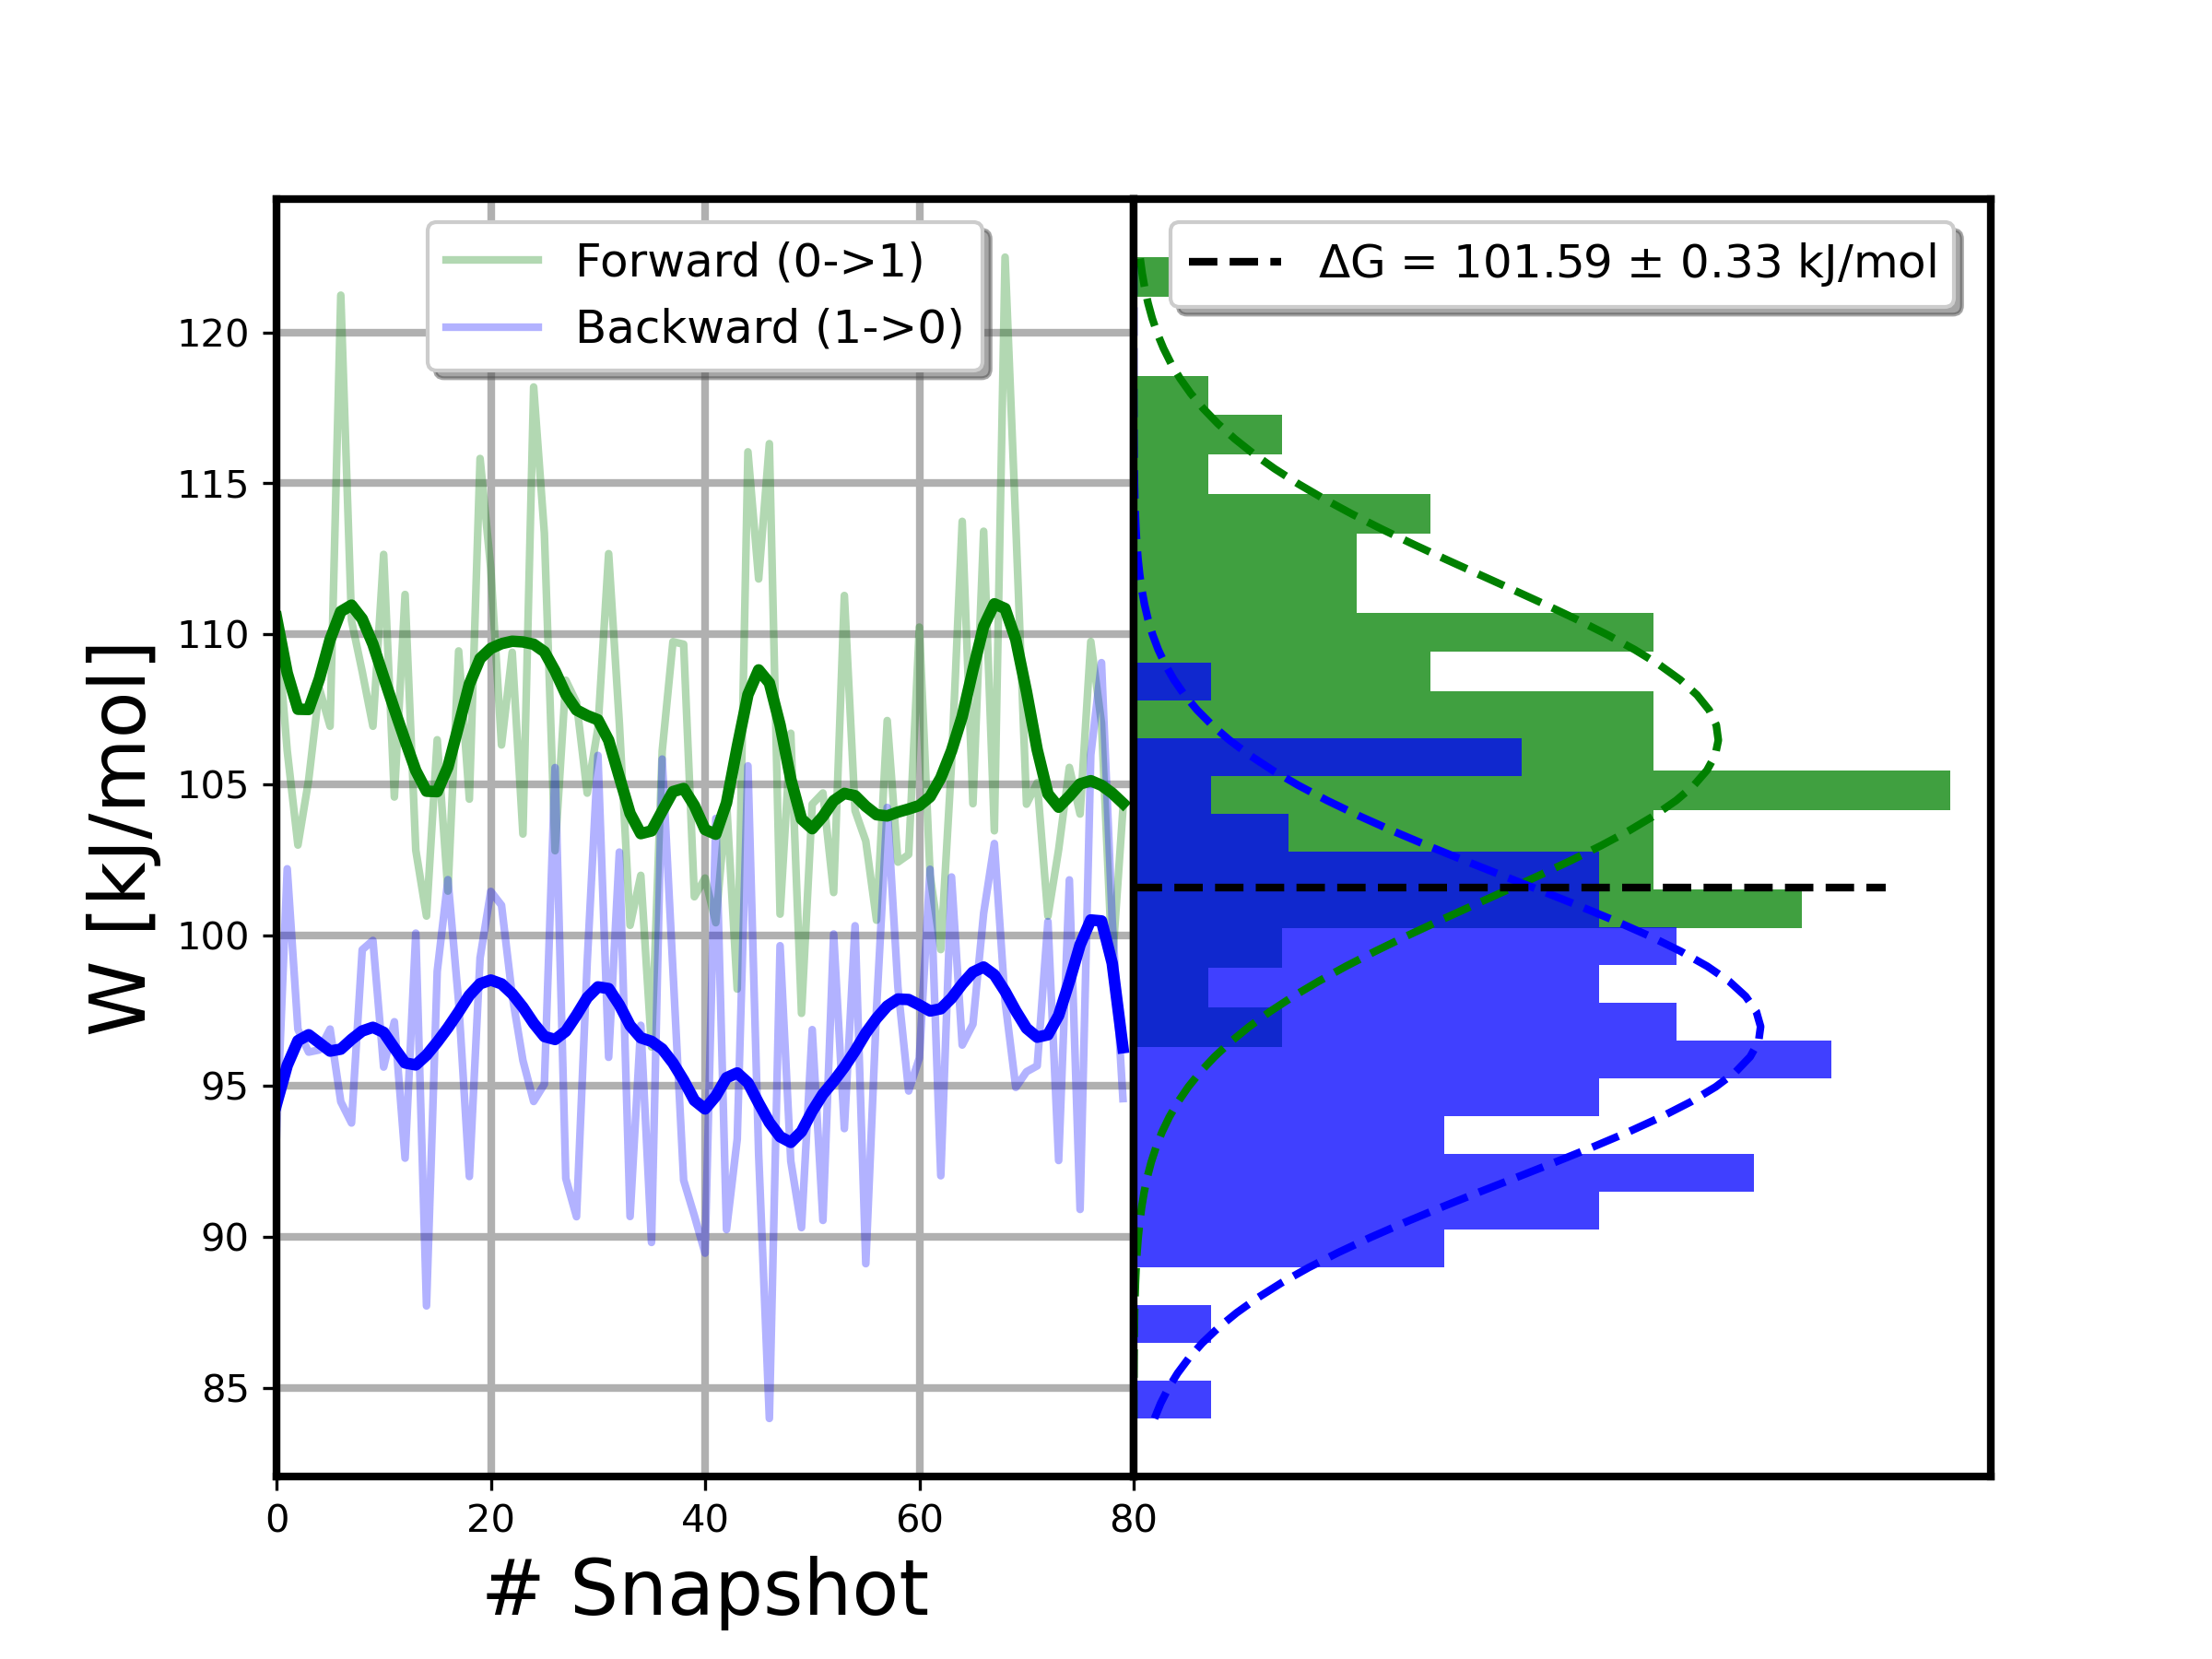 Forward (0->1)
Backward (1->0)
ΔG = 101.59 ± 0.33 kJ/mol
W [kJ/mol]
120
115
110
105
100
95
90
85
0 20 40 60 80
# Snapshot